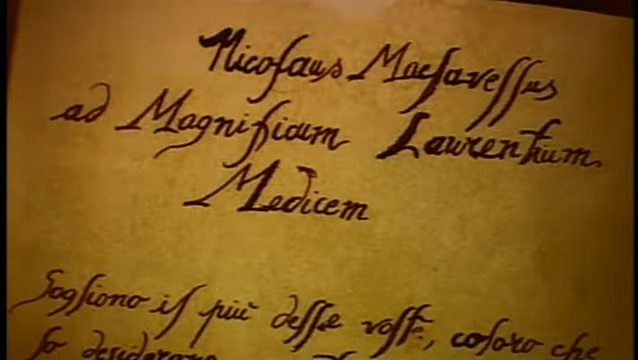 Nicolaus Maclavellus
ad Magnificum Laurentium
Medicem
Sogliono il più delle volte, coloro che
desiderano